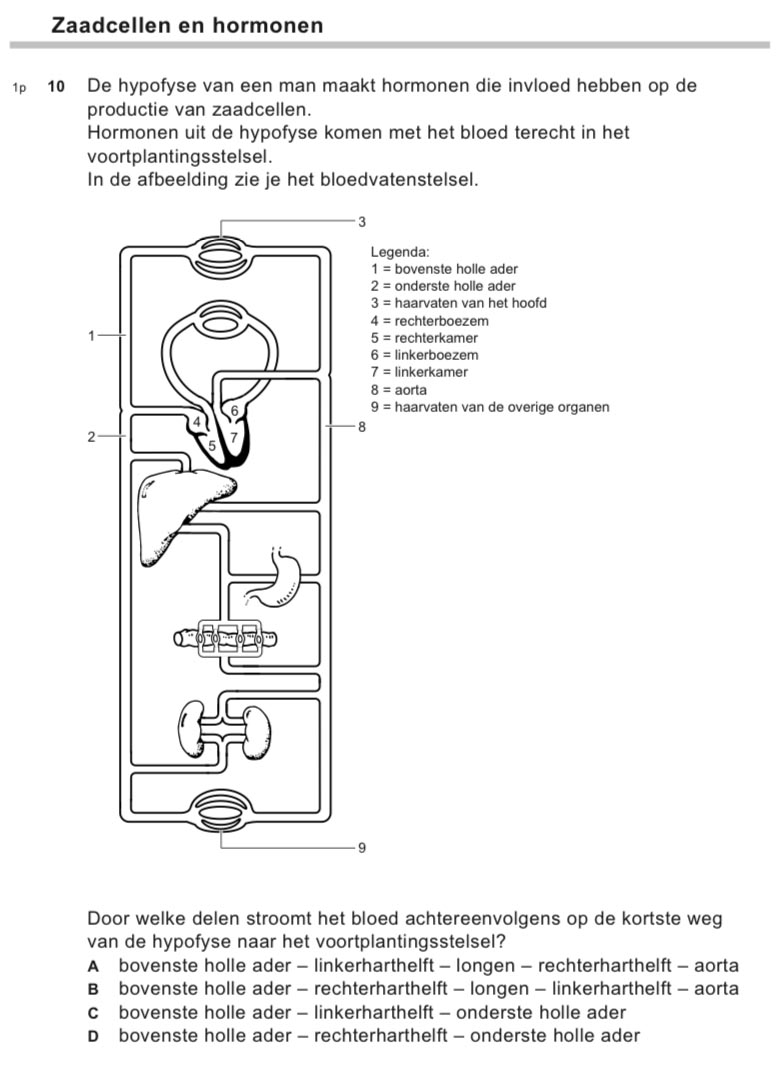 Zaadcellen en hormonen
1p 10 De hypofyse van een man maakt hormonen die invloed hebben op de
productie van zaadcellen.
Hormonen uit de hypofyse komen met het bloed terecht in het
voortplantingsstelsel.
In de afbeelding zie je het bloedvatenstelsel.
3
Legenda:
1 = bovenste holle ader
2 = onderste holle ader
3 = haarvaten van het hoofd
4 = rechterboezem
5 = rechterkamer
6 = linkerboezem
7 = linkerkamer
8 = aorta
9 = haarvaten van de overige organen
1
6
4
7
5
2
8
9
Door welke delen stroomt het bloed achtereenvolgens op de kortste weg
van de hypofyse naar het voortplantingsstelsel?
A bovenste holle ader – linkerharthelft – longen – rechterharthelft – aorta
B bovenste holle ader – rechterharthelft – longen – linkerharthelft – aorta
C bovenste holle ader – linkerharthelft – onderste holle ader
D bovenste holle ader – rechterharthelft – onderste holle ader